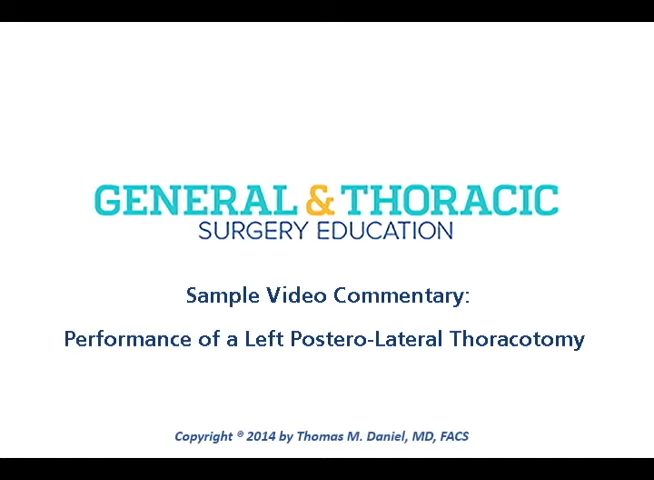 GENERAL & THORACIC
SURGERY EDUCATION
Sample Video Commentary:
Performance of a Left Postero-Lateral Thoracotomy
Copyright ® 2014 by Thomas M. Daniel, MD, FACS